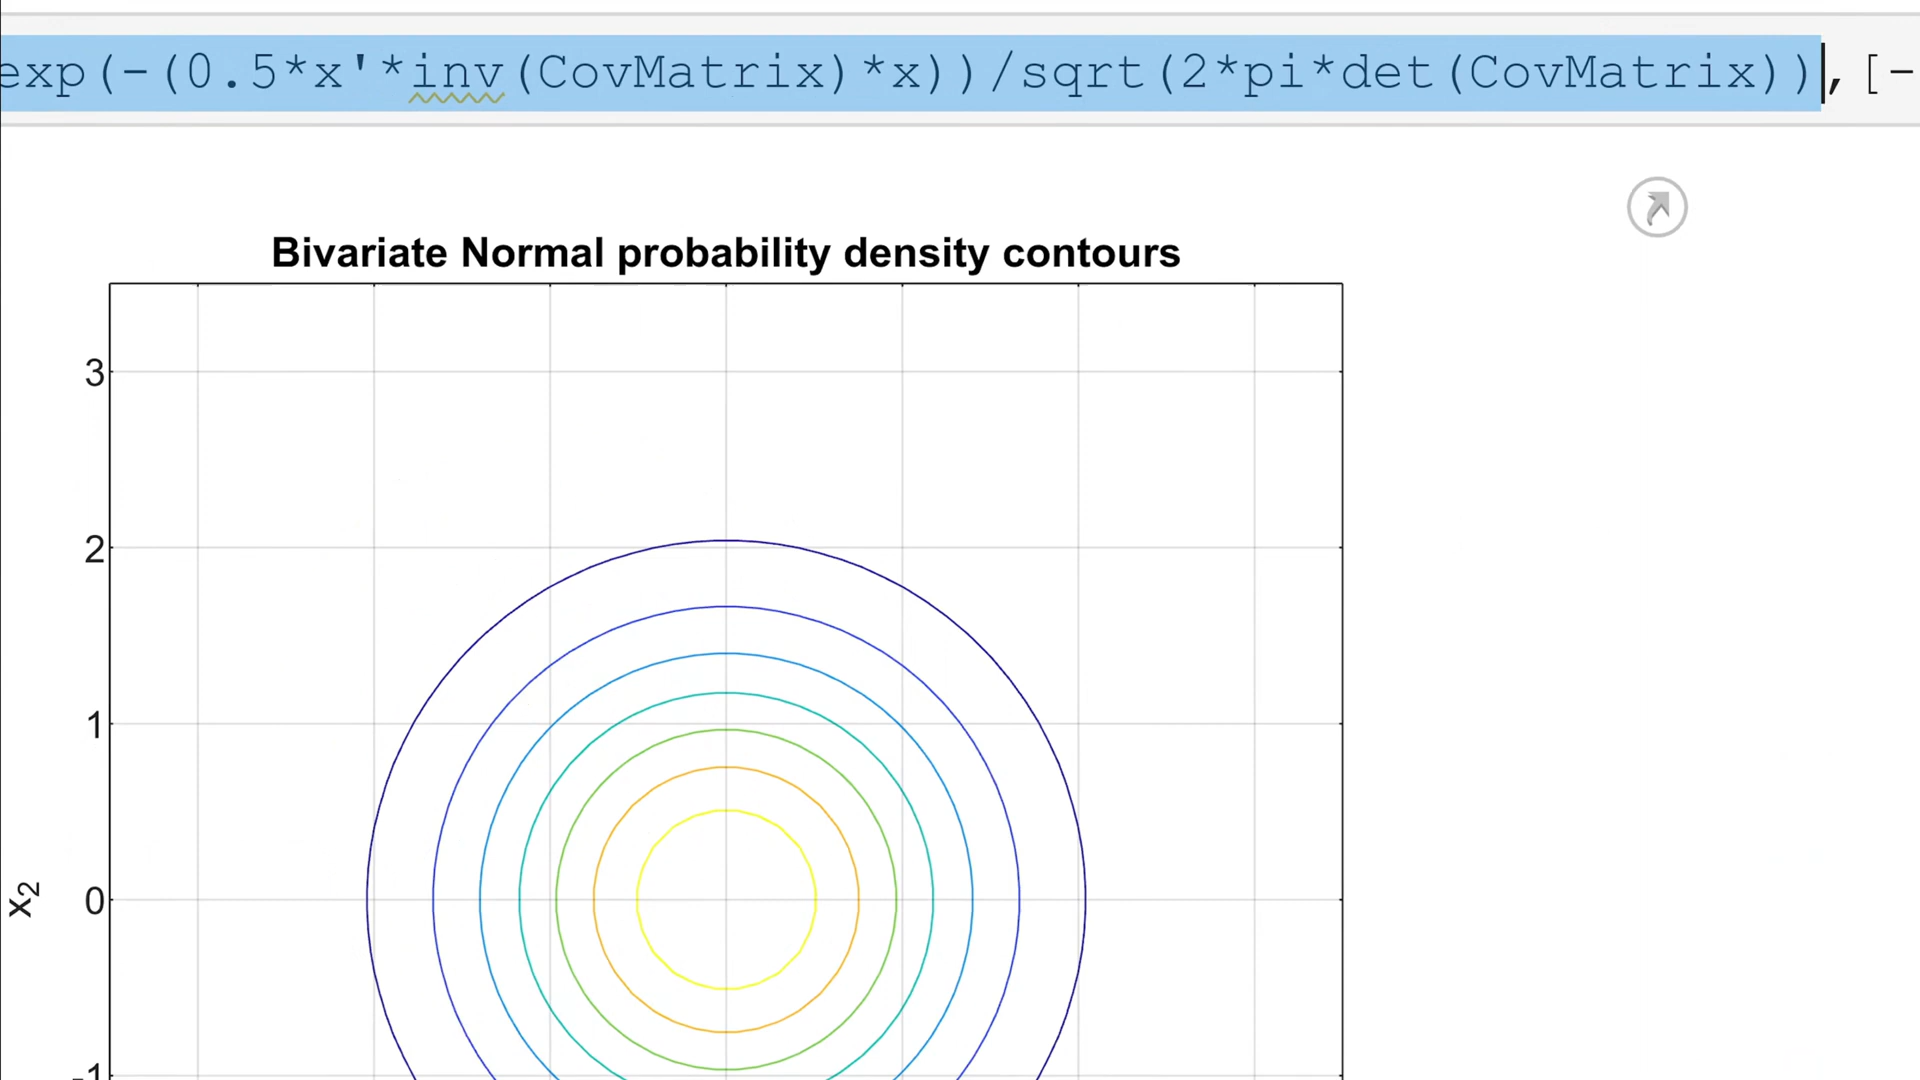 exp(-(0.5*x'*inv(CovMatrix)*x))/sqrt(2*pi*det(CovMatrix)),[-
Bivariate Normal probability density contours
3
2
1
0
-1
x2